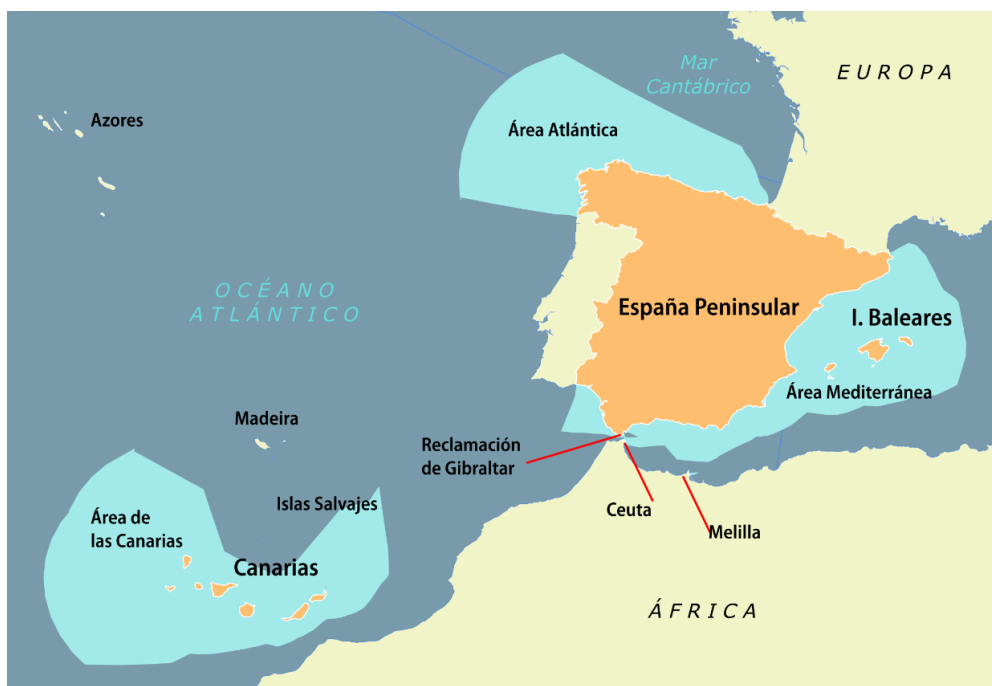 Mar
Cantábrico
EUROPA
Azores
Área Atlántica
OCÉANO
ATLÁNTICO
España Peninsular
I. Baleares
Área Mediterránea
Madeira
Reclamación
de Gibraltar
Islas Salvajes
Ceuta
Área de
las Canarias
Melilla
Canarias
ÁFRICA